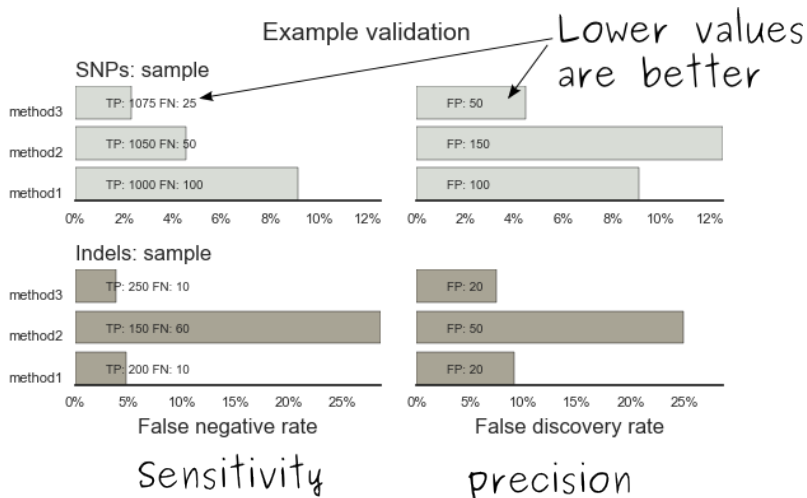 Example validation
Lower values
are better
SNPs: sample
method3
TP: 1075 FN: 25
FP: 50
method2
TP: 1050 FN: 50
FP: 150
method1
TP: 1000 FN: 100
FP: 100
0% 2% 4% 6% 8% 10% 12%
0% 2% 4% 6% 8% 10% 12%
Indels: sample
method3
TP: 250 FN: 10
FP: 20
method2
TP: 150 FN: 60
FP: 50
method1
TP: 200 FN: 10
FP: 20
0% 5% 10% 15% 20% 25%
0% 5% 10% 15% 20% 25%
False negative rate
False discovery rate
Sensitivity
precision